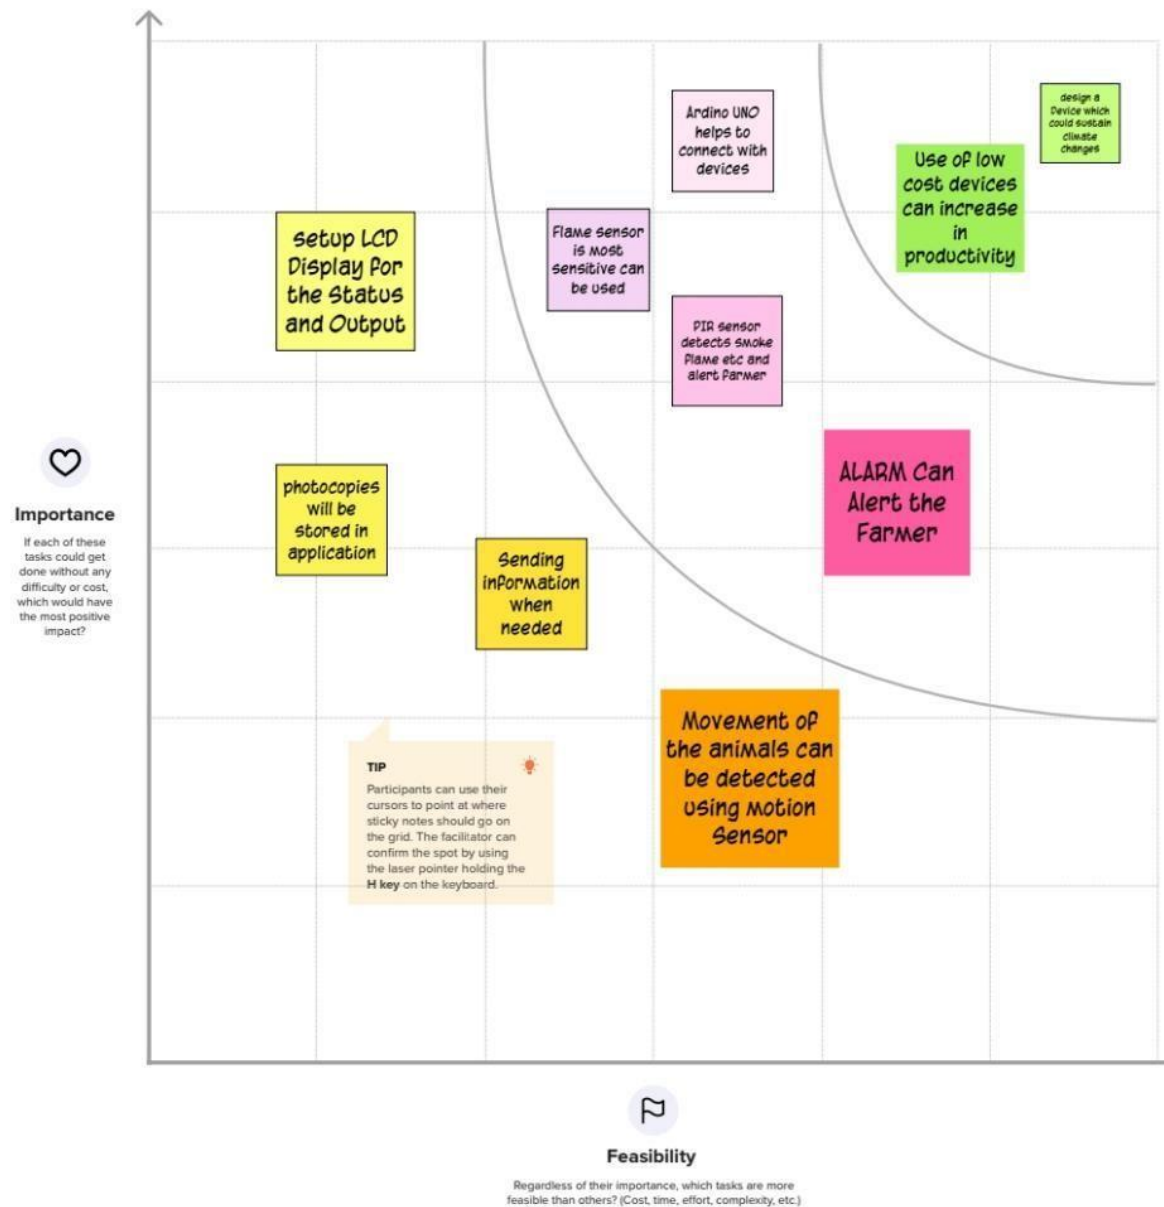 Ardino UNO
helps to
connect with
devices
design a
Device which
could sustain
climate
changes
Use of low
cost devices
can increase
in
productivity
setup LCD
Display for
the Status
and Output
Flame sensor
is most
sensitive can
be used
PIR sensor
detects smoke
flame etc and
alert farmer
ALARM Can
Alert the
Farmer
photocopies
will be
stored in
application
Sending
information
when
needed
Importance
If each of these
tasks could get
done without any
difficulty or cost,
which would have
the most positive
impact?
Movement of
the animals can
be detected
using Motion
Sensor
TIP
Participants can use their
cursors to point at where
sticky notes should go on
the grid. The facilitator can
confirm the spot by using
the laser pointer holding the
H key on the keyboard.
Feasibility
Regardless of their importance, which tasks are more
feasible than others? (Cost, time, effort, complexity, etc.)